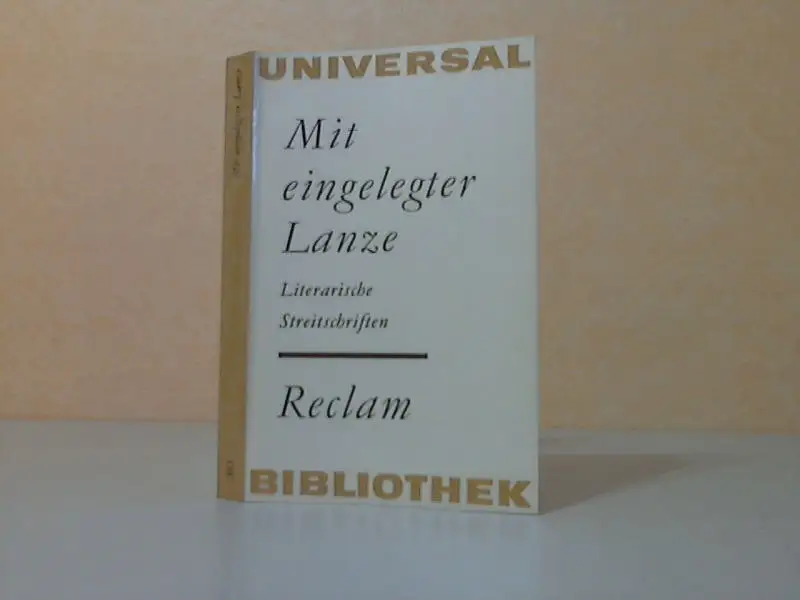 UNIVERSAL
Mit
eingelegter
Lanze
Literarische
Streitschriften
Reclam
BIBLIOTHEK